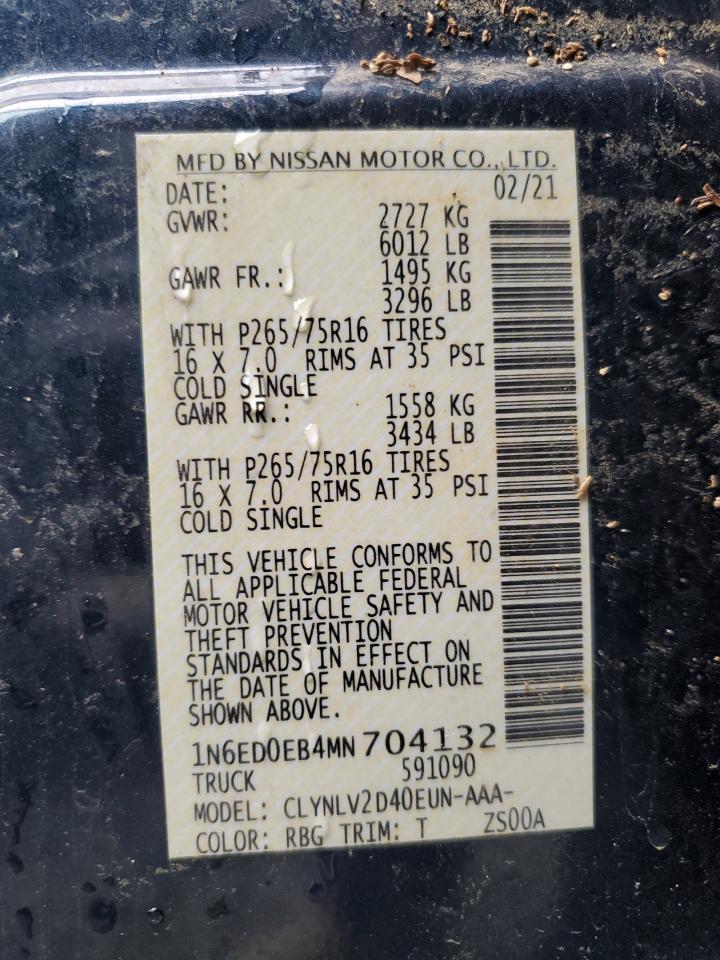 MFD BY NISSAN MOTOR CO., LTD.
DATE: 02/21
GVWR: 2727 KG
6012 LB
GAWR FR.: 1495 KG
3296 LB
WITH P265/75R16 TIRES
16 X 7.0 RIMS AT 35 PSI
COLD SINGLE
GAWR RR.: 1558 KG
3434 LB
WITH P265/75R16 TIRES
16 X 7.0 RIMS AT 35 PSI
COLD SINGLE
THIS VEHICLE CONFORMS TO
ALL APPLICABLE FEDERAL
MOTOR VEHICLE SAFETY AND
THEFT PREVENTION
STANDARDS IN EFFECT ON
THE DATE OF MANUFACTURE
SHOWN ABOVE.
1N6ED0EB4MN704132
TRUCK 591090
MODEL: CLYNLV2D40EUN-AAA-
COLOR: RBG TRIM: T ZS00A